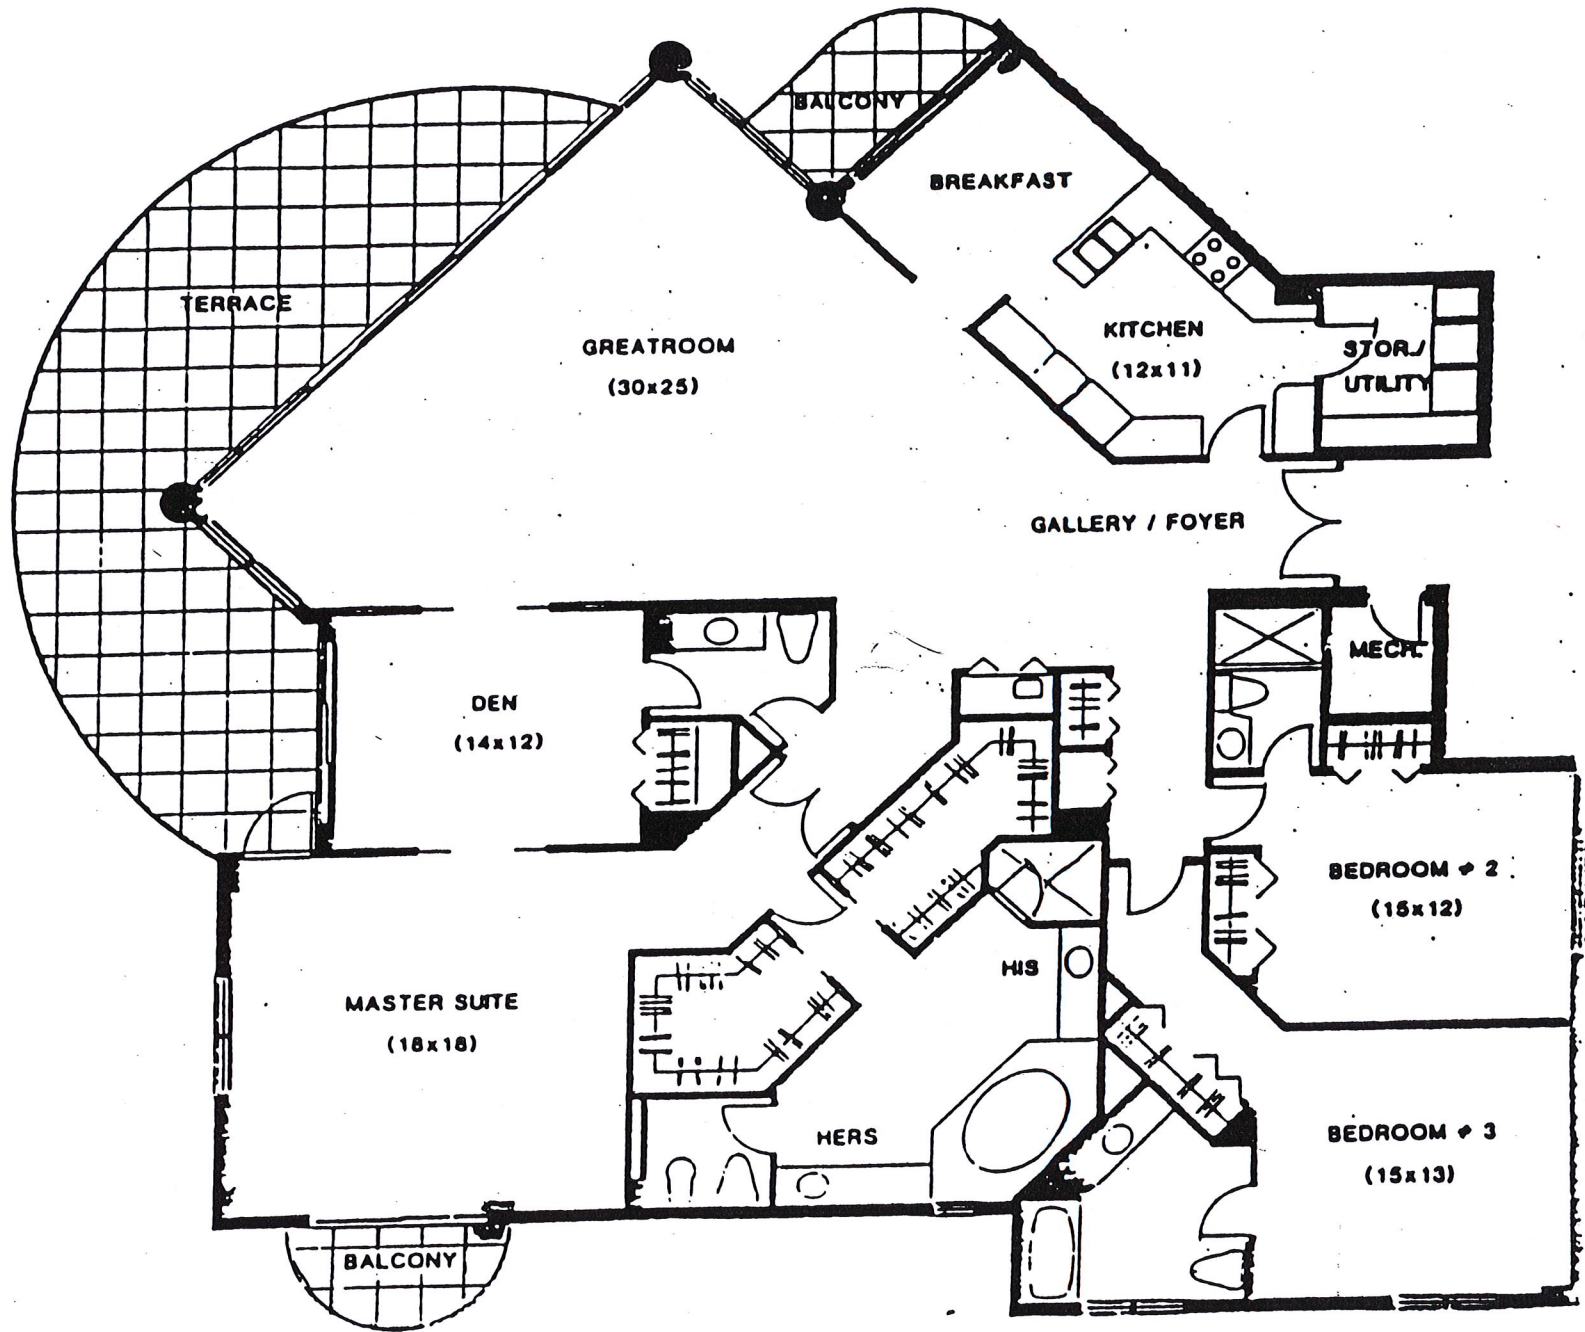 BALCONY
BREAKFAST
TERRACE
GREATROOM
(30x25)
KITCHEN
(12x11)
STOR./
UTILITY
GALLERY / FOYER
MECH.
DEN
(14x12)
BEDROOM # 2
(15x12)
HIS
MASTER SUITE
(18x18)
HERS
BEDROOM # 3
(15x13)
BALCONY